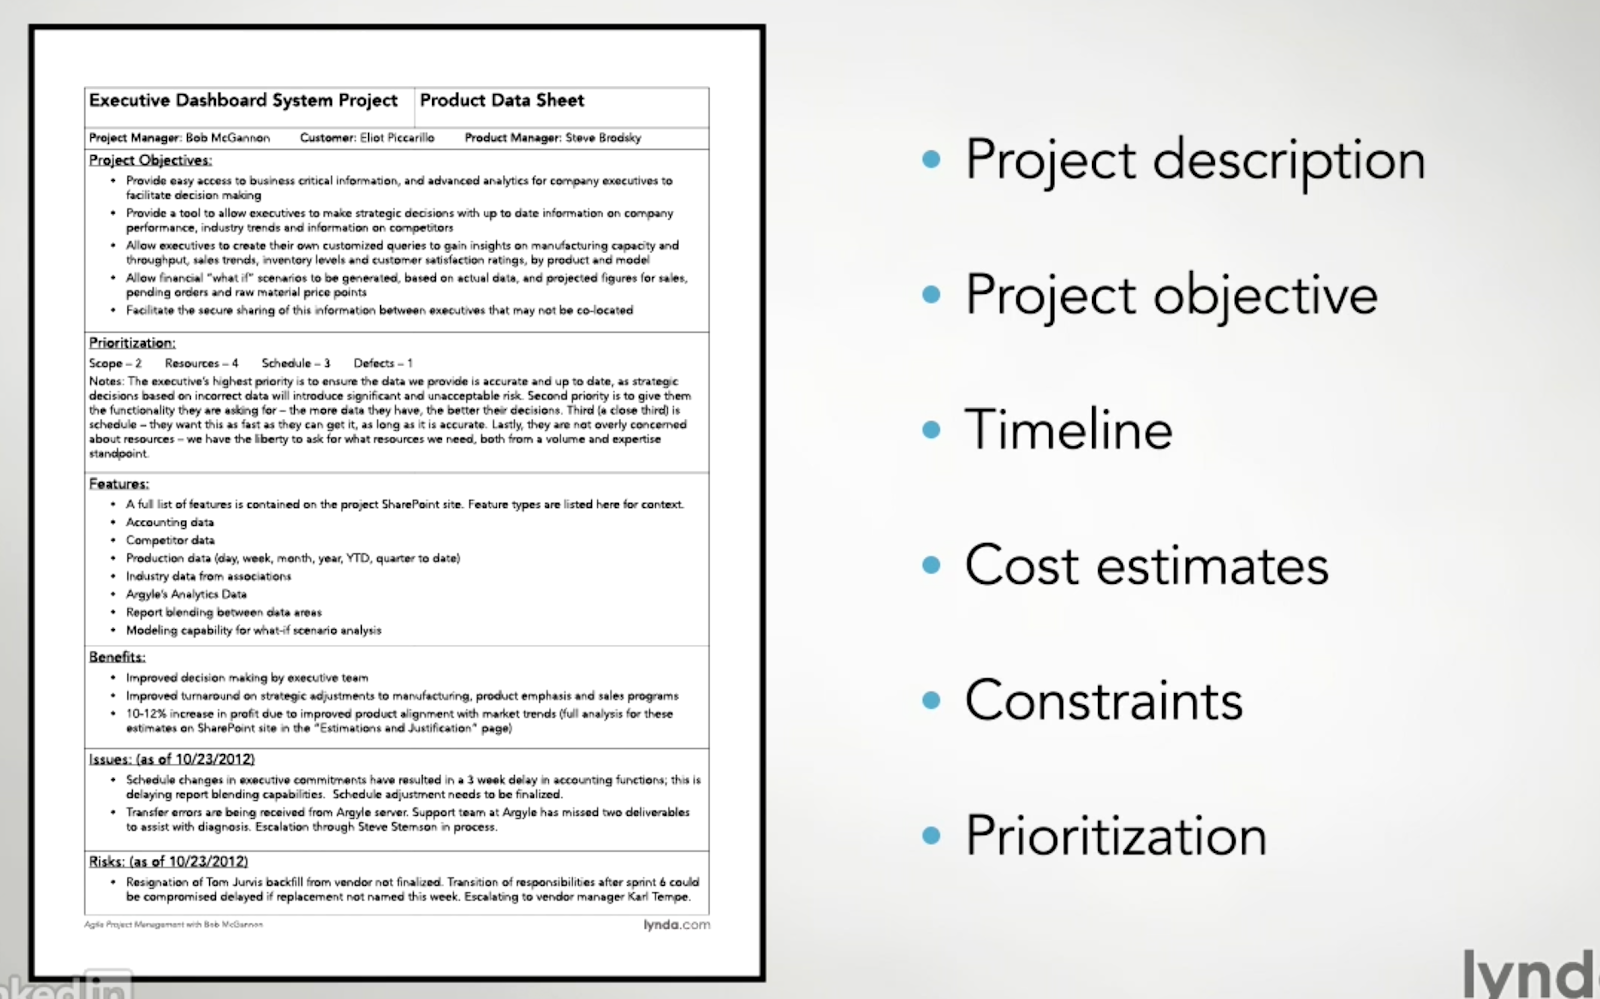 Executive Dashboard System Project
Product Data Sheet
Project Manager: Bob McGannon Customer: Eliot Piccarillo Product Manager: Steve Brodsky
Project Objectives:
• Provide easy access to business critical information, and advanced analytics for company executives to
facilitate decision making
• Provide a tool to allow executives to make strategic decisions with up to date information on company
performance, industry trends and information on competitors
• Allow executives to create their own customized queries to gain insights on manufacturing capacity and
throughput, sales trends, inventory levels and customer satisfaction ratings, by product and model
• Allow financial "what if" scenarios to be generated, based on actual data, and projected figures for sales,
pending orders and raw material price points
• Facilitate the secure sharing of this information between executives that may not be co-located
Prioritization:
Scope – 2 Resources – 4 Schedule – 3 Defects – 1
Notes: The executive's highest priority is to ensure the data we provide is accurate and up to date, as strategic
decisions based on incorrect data will introduce significant and unacceptable risk. Second priority is to give them
the functionality they are asking for – the more data they have, the better their decisions. Third (a close third) is
schedule – they want this as fast as they can get it, as long as it is accurate. Lastly, they are not overly concerned
about resources – we have the liberty to ask for what resources we need, both from a volume and expertise
standpoint.
Features:
• A full list of features is contained on the project SharePoint site. Feature types are listed here for context.
• Accounting data
• Competitor data
• Production data (day, week, month, year, YTD, quarter to date)
• Industry data from associations
• Argyle's Analytics Data
• Report blending between data areas
• Modeling capability for what-if scenario analysis
Benefits:
• Improved decision making by executive team
• Improved turnaround on strategic adjustments to manufacturing, product emphasis and sales programs
• 10-12% increase in profit due to improved product alignment with market trends (full analysis for these
estimates on SharePoint site in the "Estimations and Justification" page)
Issues: (as of 10/23/2012)
• Schedule changes in executive commitments have resulted in a 3 week delay in accounting functions; this is
delaying report blending capabilities. Schedule adjustment needs to be finalized.
• Transfer errors are being received from Argyle server. Support team at Argyle has missed two deliverables
to assist with diagnosis. Escalation through Steve Stemson in process.
Risks: (as of 10/23/2012)
• Resignation of Tom Jurvis backfill from vendor not finalized. Transition of responsibilities after sprint 6 could
be compromised delayed if replacement not named this week. Escalating to vendor manager Karl Tempe.
Agile Project Management with Bob McGannon
lynda.com
• Project description
• Project objective
• Timeline
• Cost estimates
• Constraints
• Prioritization
ked in
lynd